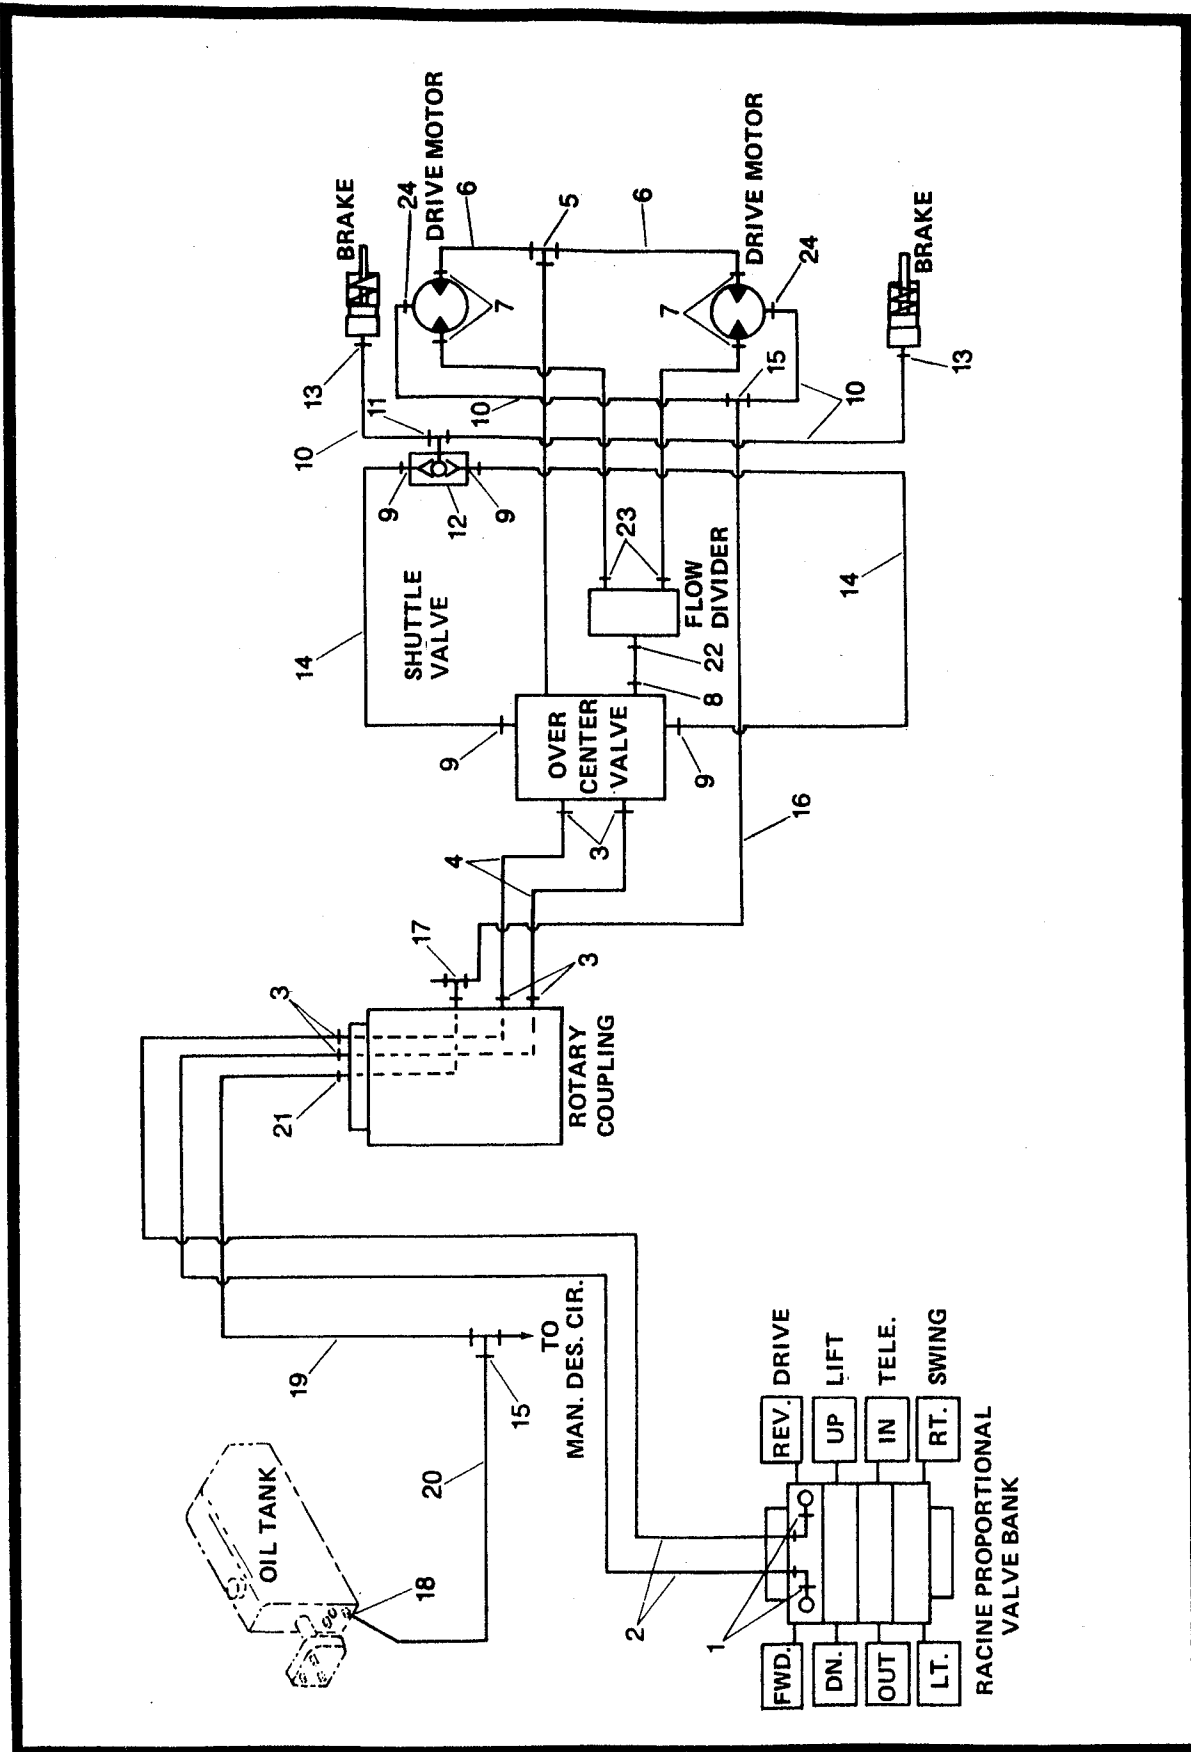 OIL TANK
18
20
15
19
TO
MAN. DES. CIR.
21
3
ROTARY
COUPLING
17
3
4
3
OVER
CENTER
VALVE
9
9
16
14
SHUTTLE
VALVE
8
22
FLOW
DIVIDER
23
14
9
12
9
10
11
13
10
10
15
13
7
7
BRAKE
24
DRIVE MOTOR
6
5
6
DRIVE MOTOR
24
BRAKE
2
1
FWD. REV. DRIVE
DN. UP LIFT
OUT IN TELE.
LT. RT. SWING
RACINE PROPORTIONAL
VALVE BANK